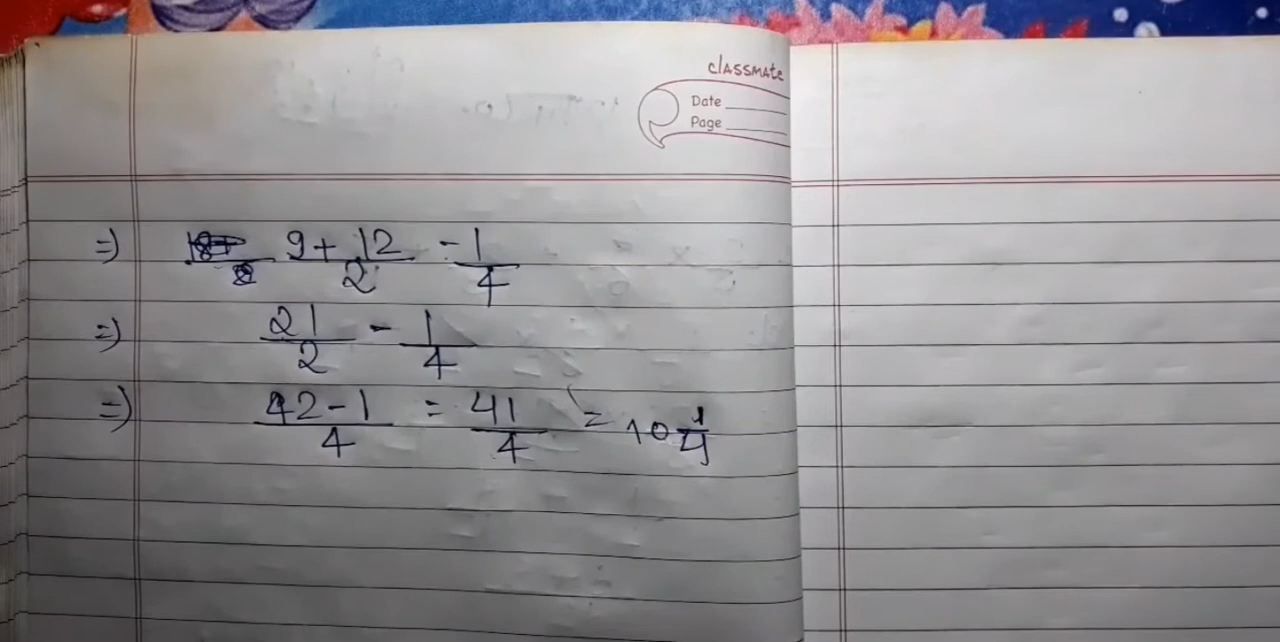 classmate
Date
Page
=) 9+12/2 - 1/4
=) 21/2 - 1/4
=) 42-1/4 = 41/4 = 10 1/4